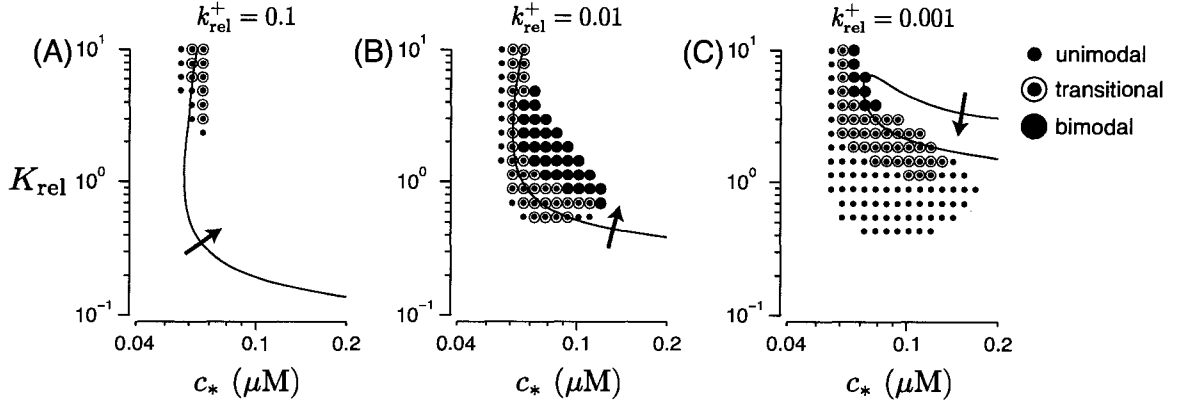 k⁺rel = 0.1
k⁺rel = 0.01
k⁺rel = 0.001
(A)
(B)
(C)
10¹
10⁰
10⁻¹
10¹
10⁰
10⁻¹
10¹
10⁰
10⁻¹
Krel
unimodal
transitional
bimodal
0.04 0.1 0.2
0.04 0.1 0.2
0.04 0.1 0.2
c* (μM)
c* (μM)
c* (μM)